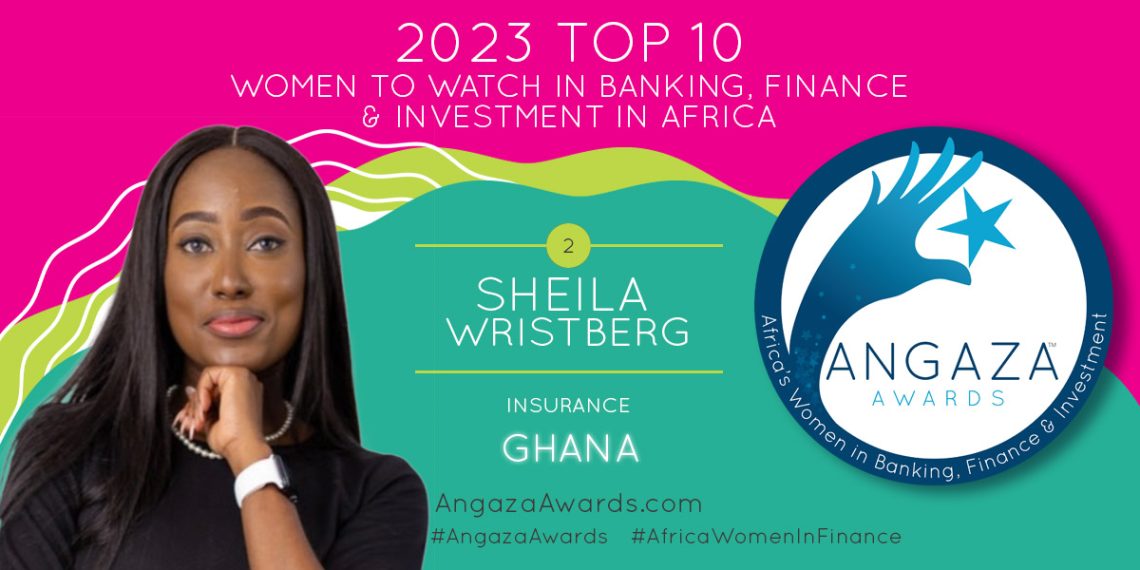 2023 TOP 10
WOMEN TO WATCH IN BANKING, FINANCE
& INVESTMENT IN AFRICA
2
SHEILA
WRISTBERG
INSURANCE
GHANA
AngazaAwards.com
#AngazaAwards #AfricaWomenInFinance
ANGAZA™
AWARDS
Africa's Women in Banking, Finance & Investment